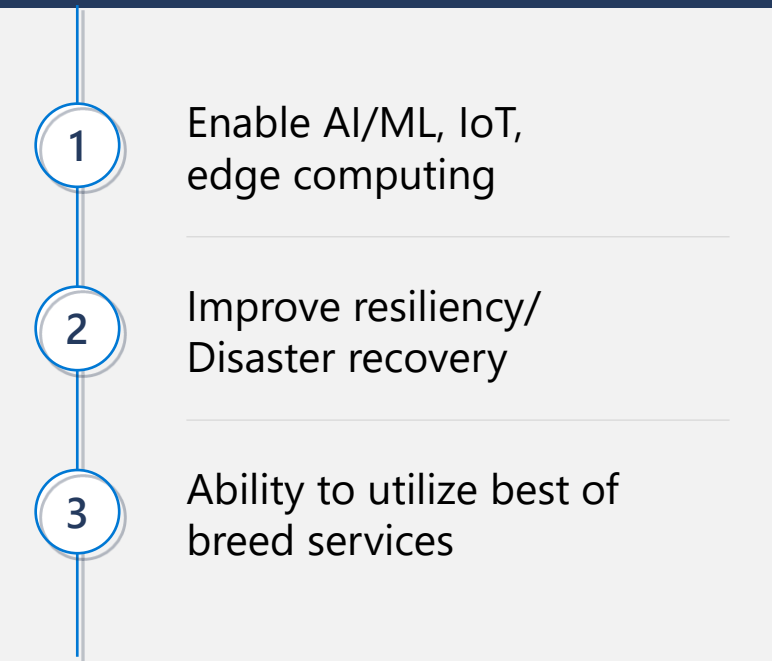 1
Enable AI/ML, IoT,
edge computing
2
Improve resiliency/
Disaster recovery
3
Ability to utilize best of
breed services